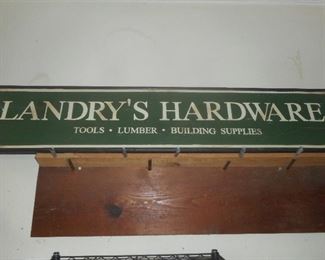 LANDRY'S HARDWARE
TOOLS • LUMBER • BUILDING SUPPLIES